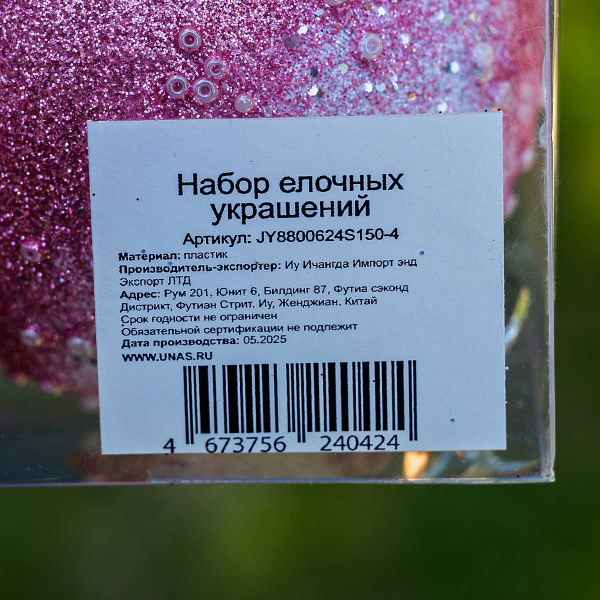 Набор елочных
украшений
Артикул: JY8800624S150-4
Материал: пластик
Производитель-экспортер: Иу Ичангда Импорт энд
Экспорт ЛТД
Адрес: Рум 201, Юнит 6, Билдинг 87, Футиа сэконд
Дистрикт, Футиан Стрит, Иу, Женджиан, Китай
Срок годности не ограничен
Обязательной сертификации не подлежит
Дата производства: 05.2025
WWW.UNAS.RU
4 673756 240424